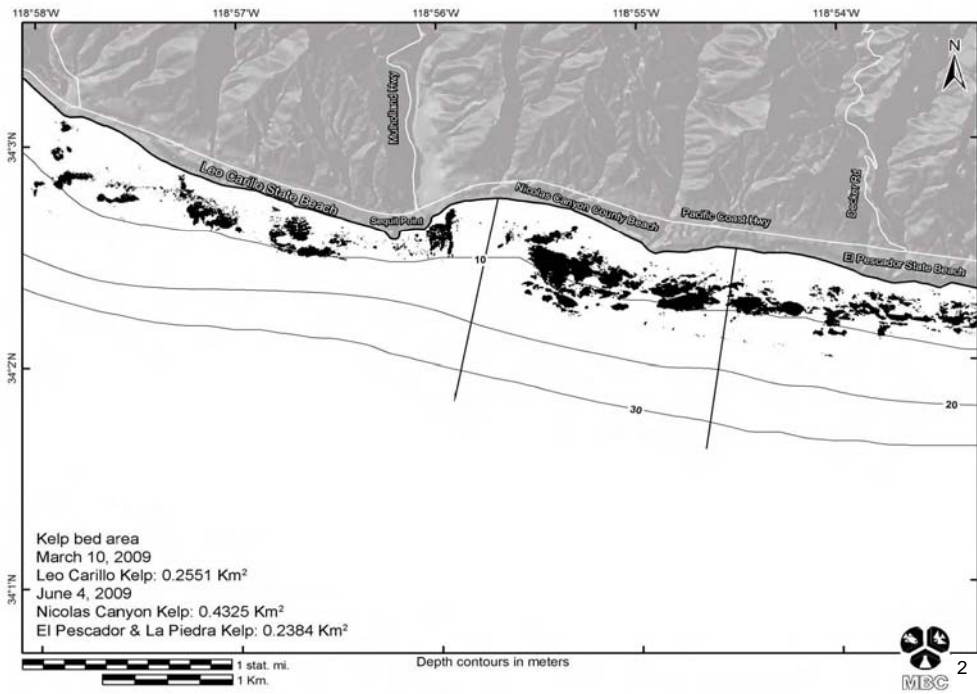 118°58'W 118°57'W 118°56'W 118°55'W 118°54'W
N
34°3'N
34°2'N
34°1'N
Mulholland Hwy
Decker Rd
Leo Carillo State Beach
Sequit Point
Nicolas Canyon County Beach
Pacific Coast Hwy
El Pescador State Beach
10
20
30
Kelp bed area
March 10, 2009
Leo Carillo Kelp: 0.2551 Km²
June 4, 2009
Nicolas Canyon Kelp: 0.4325 Km²
El Pescador & La Piedra Kelp: 0.2384 Km²
1 stat. mi.
1 Km.
Depth contours in meters
MBC
2